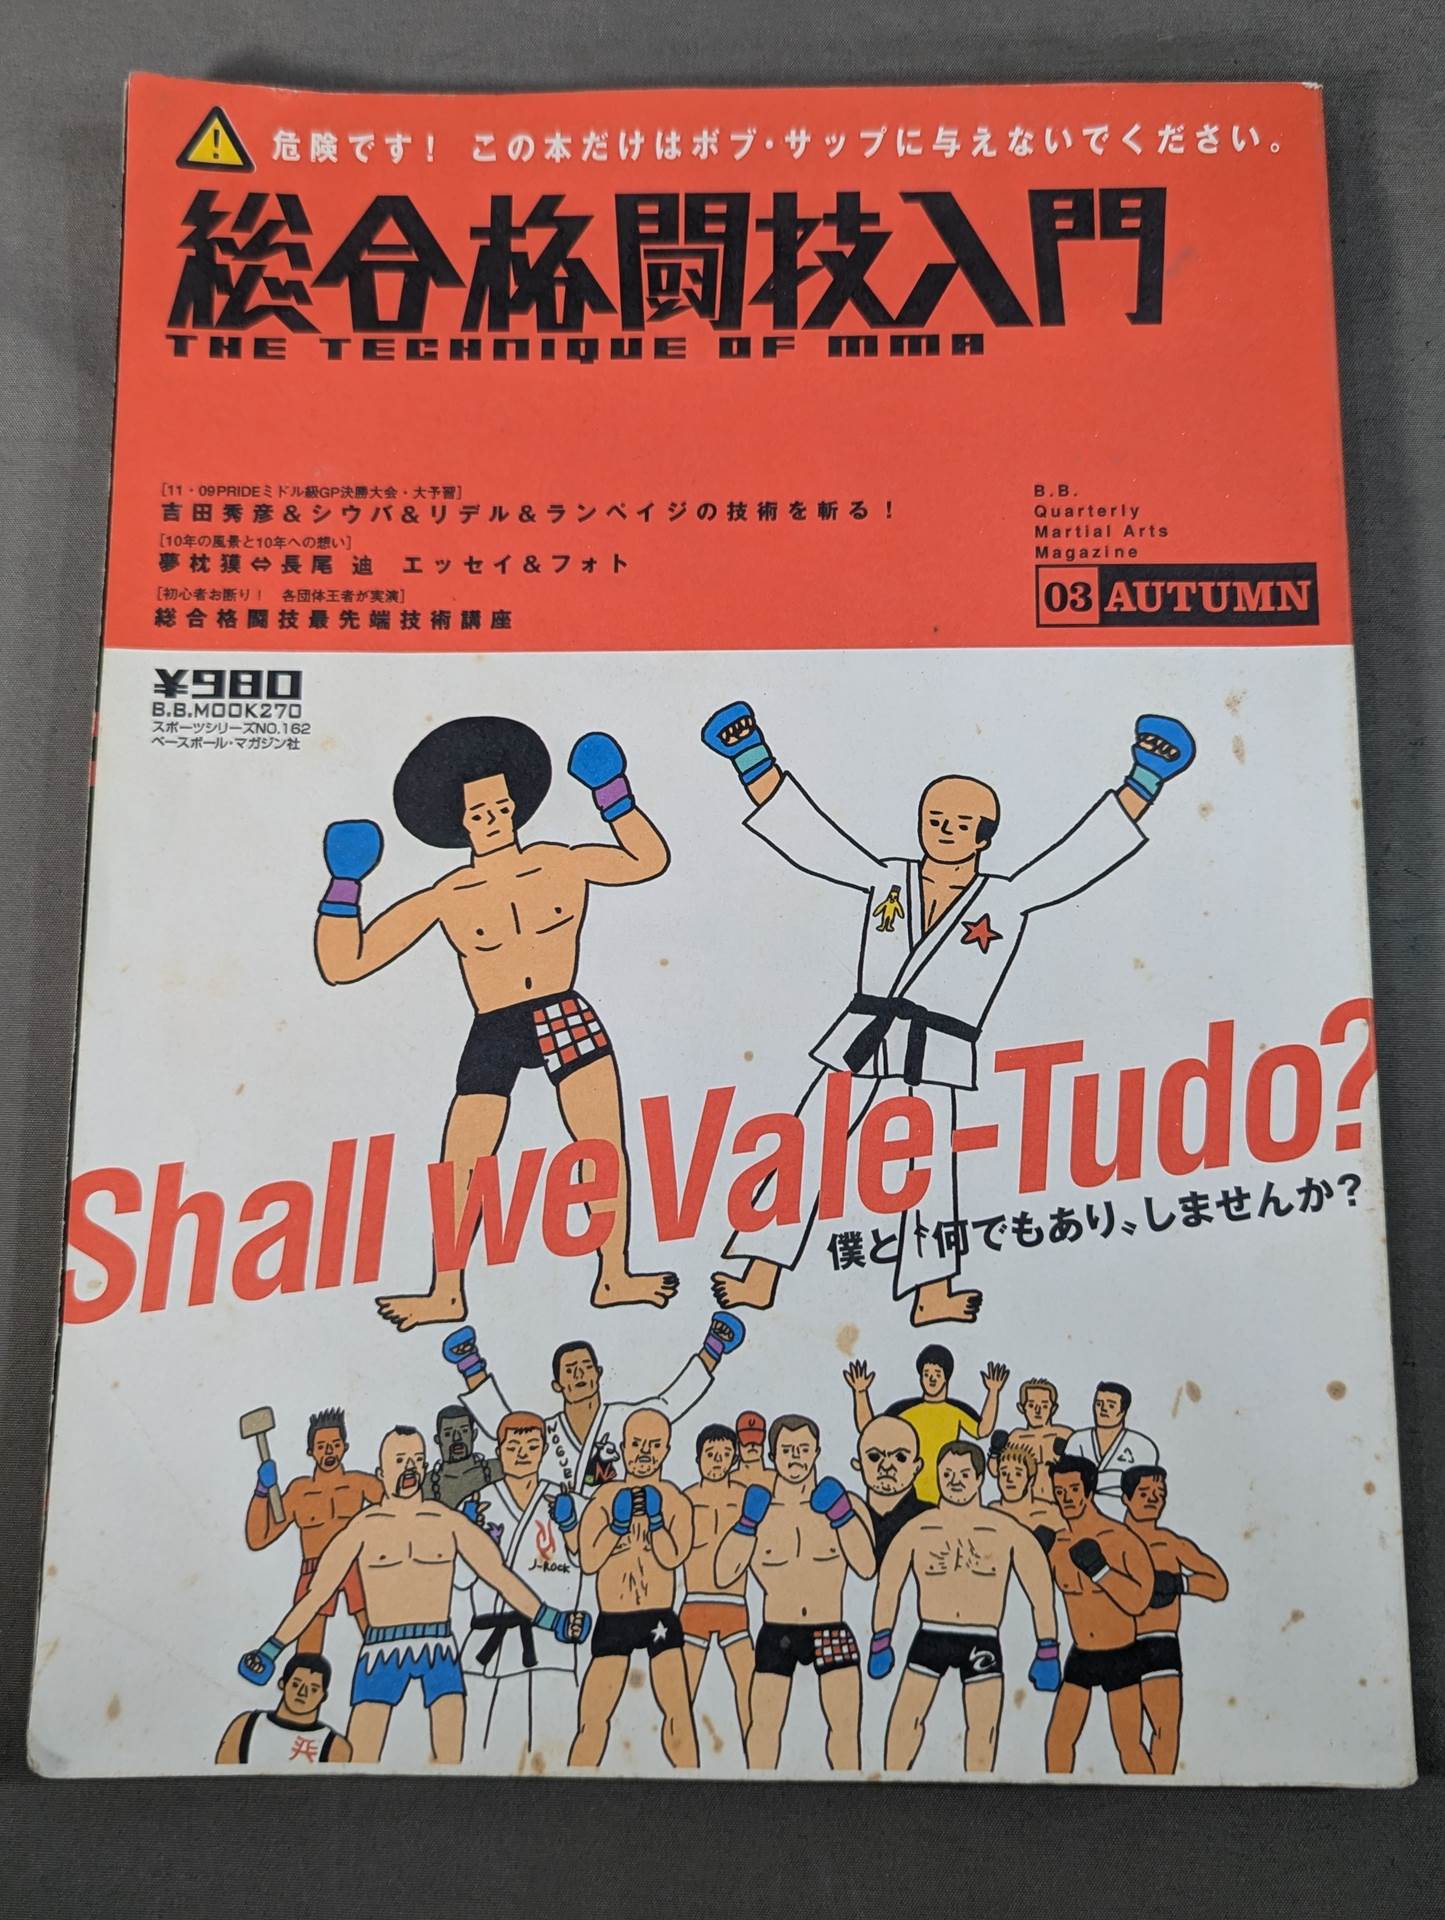 危険です！ この本だけはボブ・サップに与えないでください。
総合格闘技入門
THE TECHNIQUE OF MMA
[11・09PRIDEミドル級GP決勝大会・大予習]
吉田秀彦&シウバ&リデル&ランペイジの技術を斬る！
[10年の風景と10年への想い]
夢枕獏⇔長尾 迪 エッセイ&フォト
[初心者お断り！ 各団体王者が実演]
総合格闘技最先端技術講座
B.B.
Quarterly
Martial Arts
Magazine
03 AUTUMN
¥980
B.B.MOOK270
スポーツシリーズNO.162
ベースボール・マガジン社
Shall we Vale-Tudo?
僕と〝何でもあり〟しませんか？
NOGUEI
J-ROCK